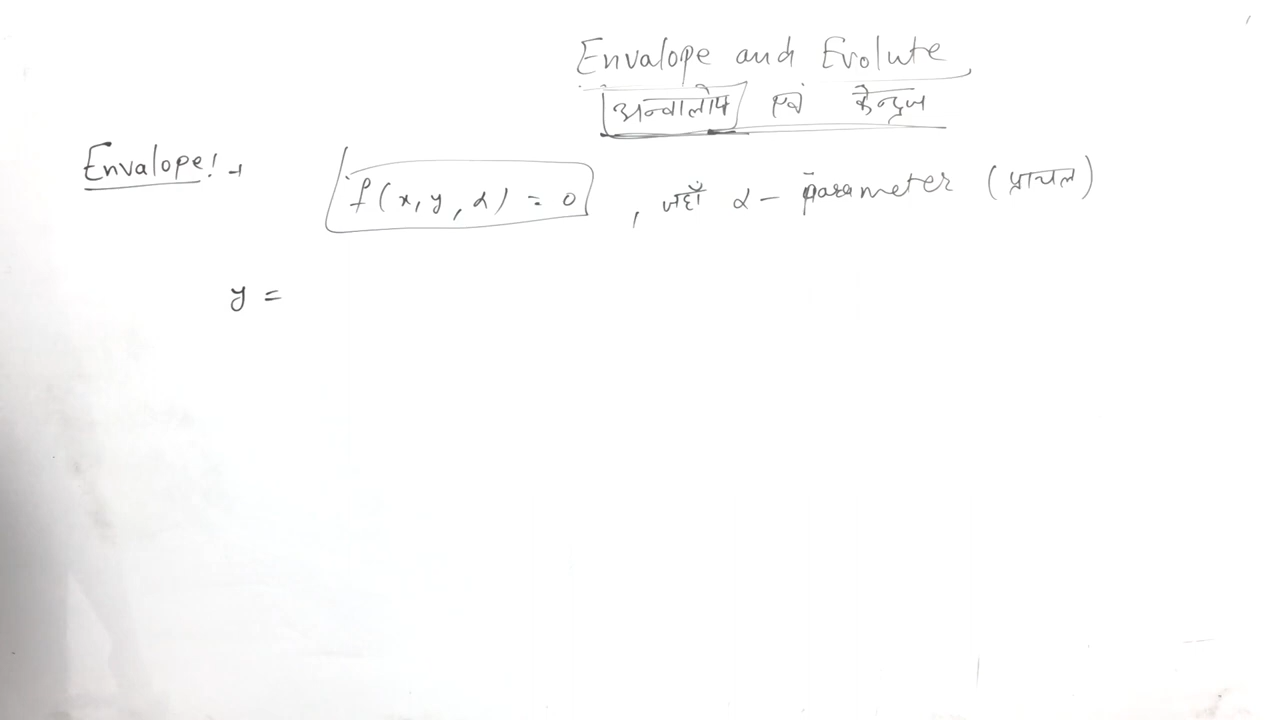 Envalope and Evolute
अन्वालोप एवं केन्द्रज
Envalope! →
f(x, y, α) = 0 , जहाँ α - parameter (प्राचल)
y =